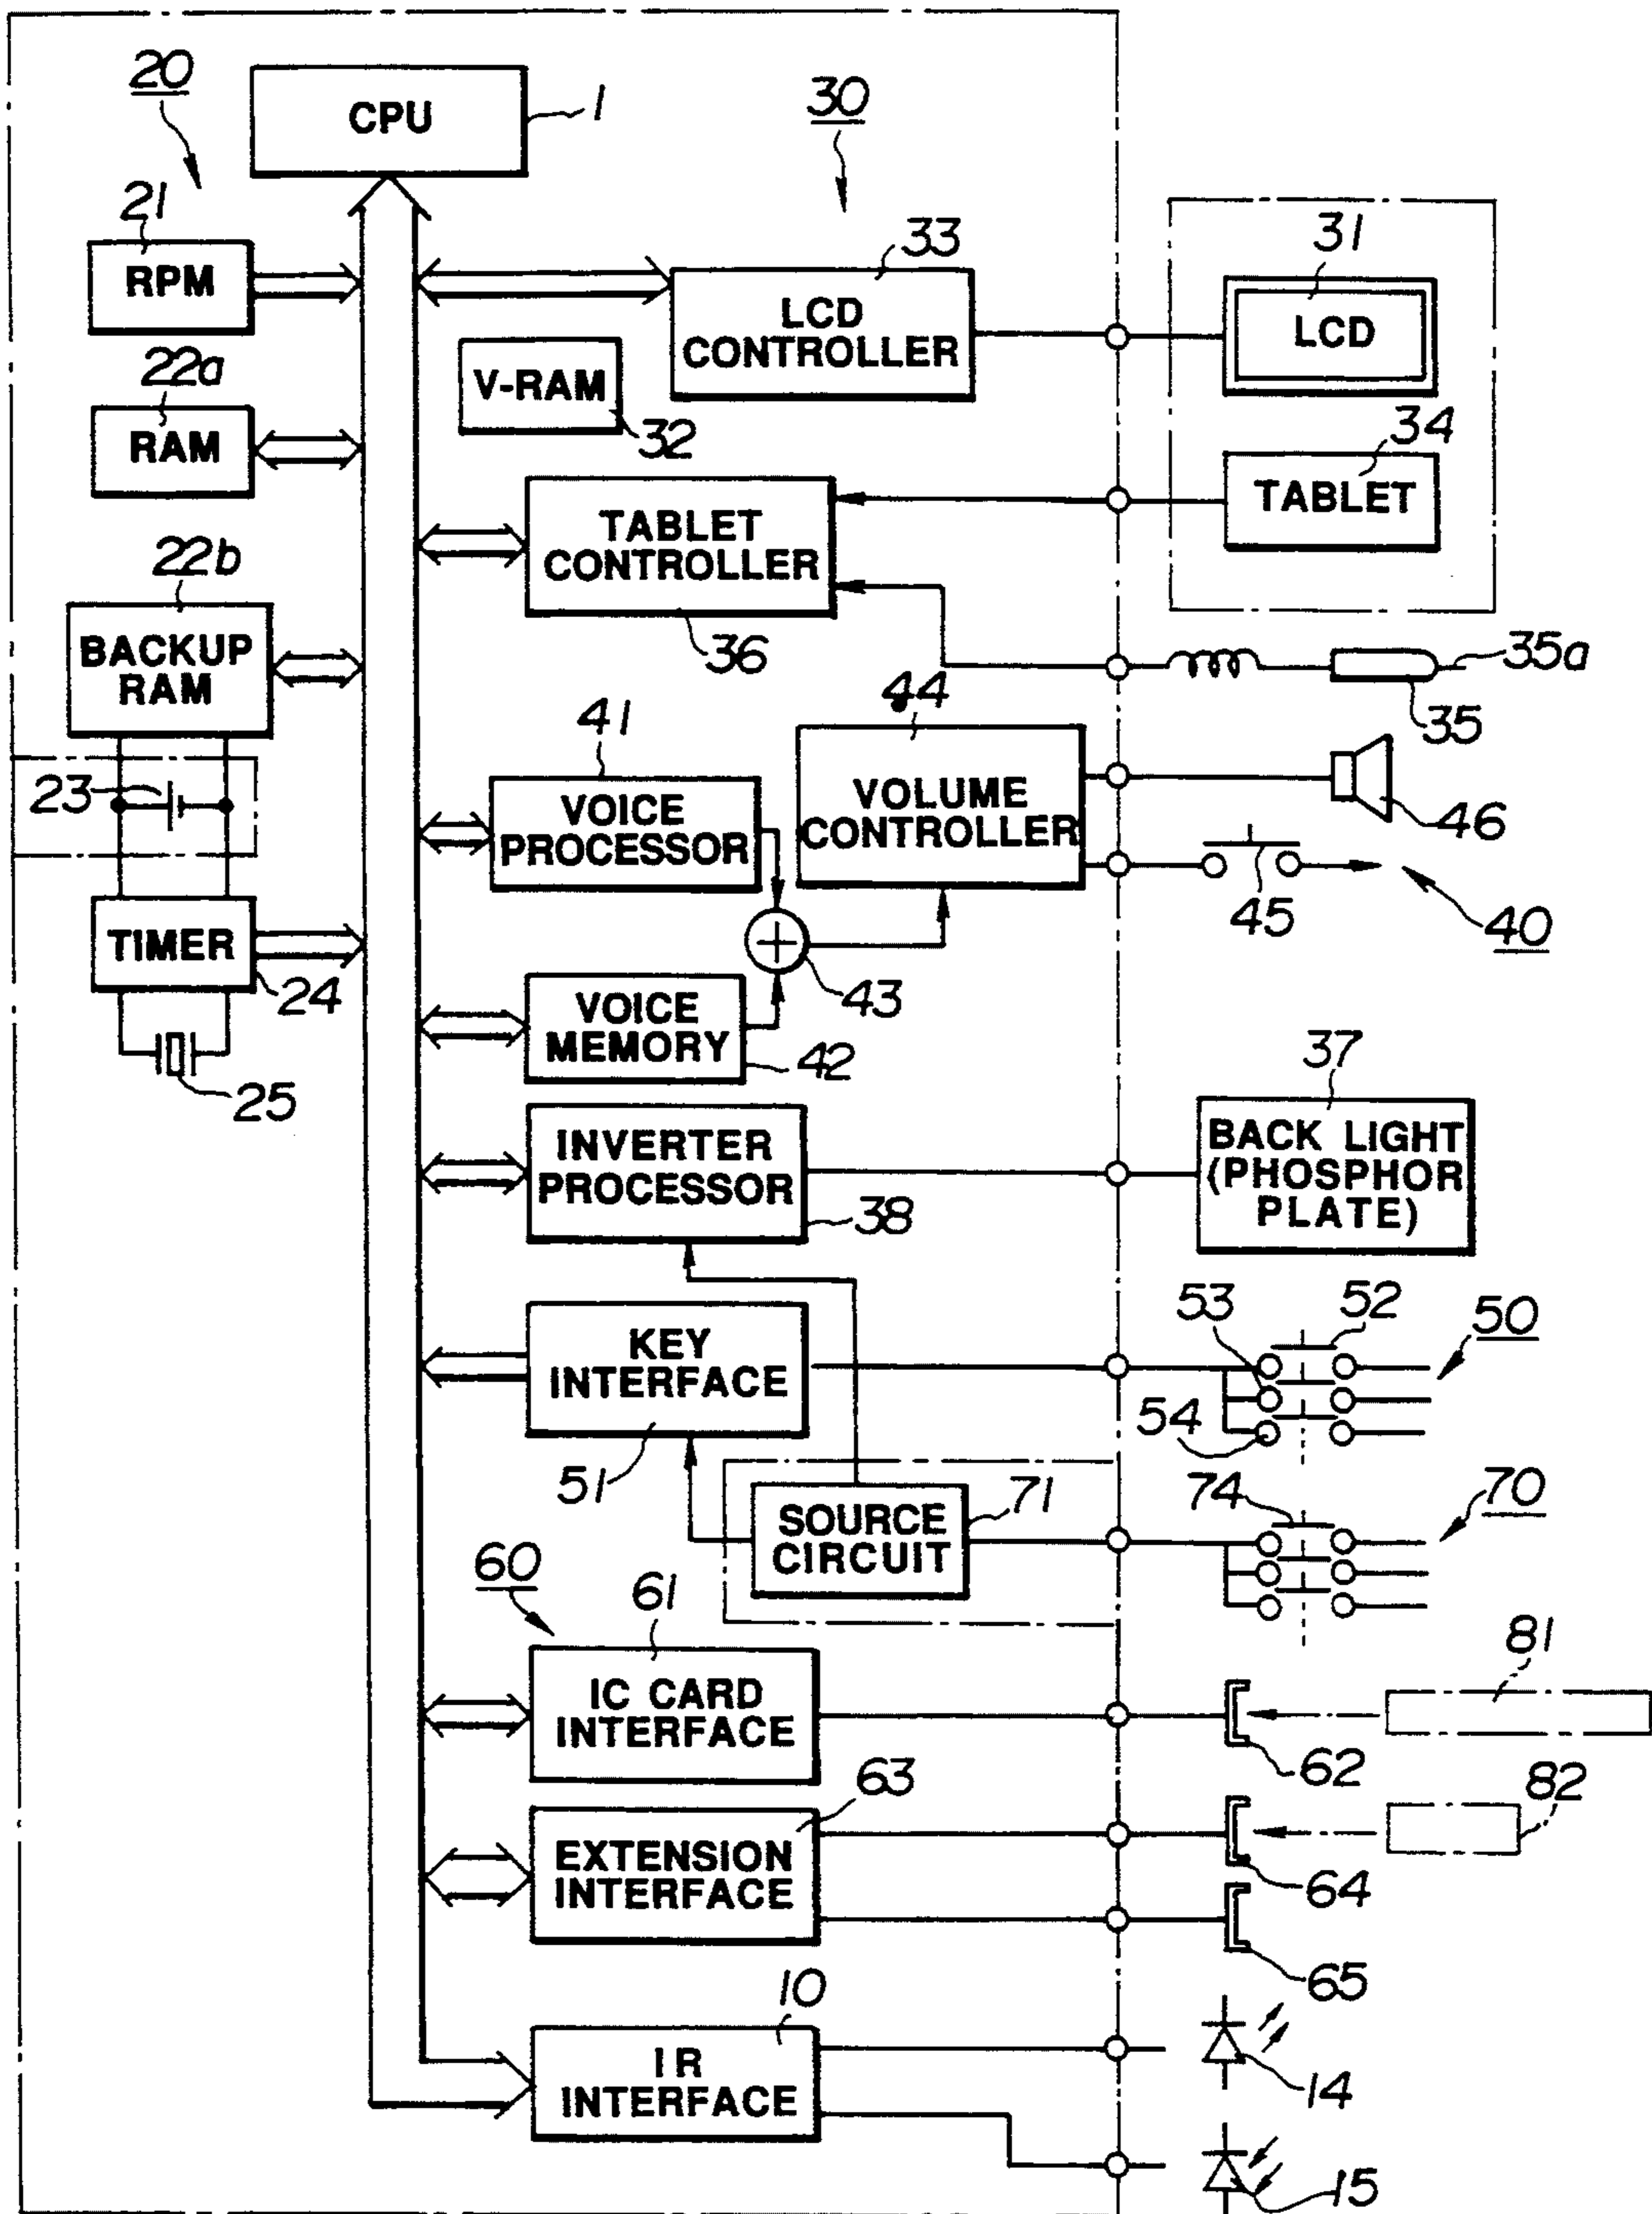 20
CPU
1
30
21
RPM
33
LCD
CONTROLLER
31
LCD
V-RAM
32
22a
RAM
34
TABLET
TABLET
CONTROLLER
36
22b
BACKUP
RAM
35a
35
44
VOLUME
CONTROLLER
41
VOICE
PROCESSOR
46
23
45
40
TIMER
24
43
VOICE
MEMORY
42
25
37
BACK LIGHT
(PHOSPHOR
PLATE)
INVERTER
PROCESSOR
38
53
52
50
KEY
INTERFACE
54
51
71
SOURCE
CIRCUIT
74
70
60
61
IC CARD
INTERFACE
81
62
63
EXTENSION
INTERFACE
82
64
65
10
IR
INTERFACE
14
15